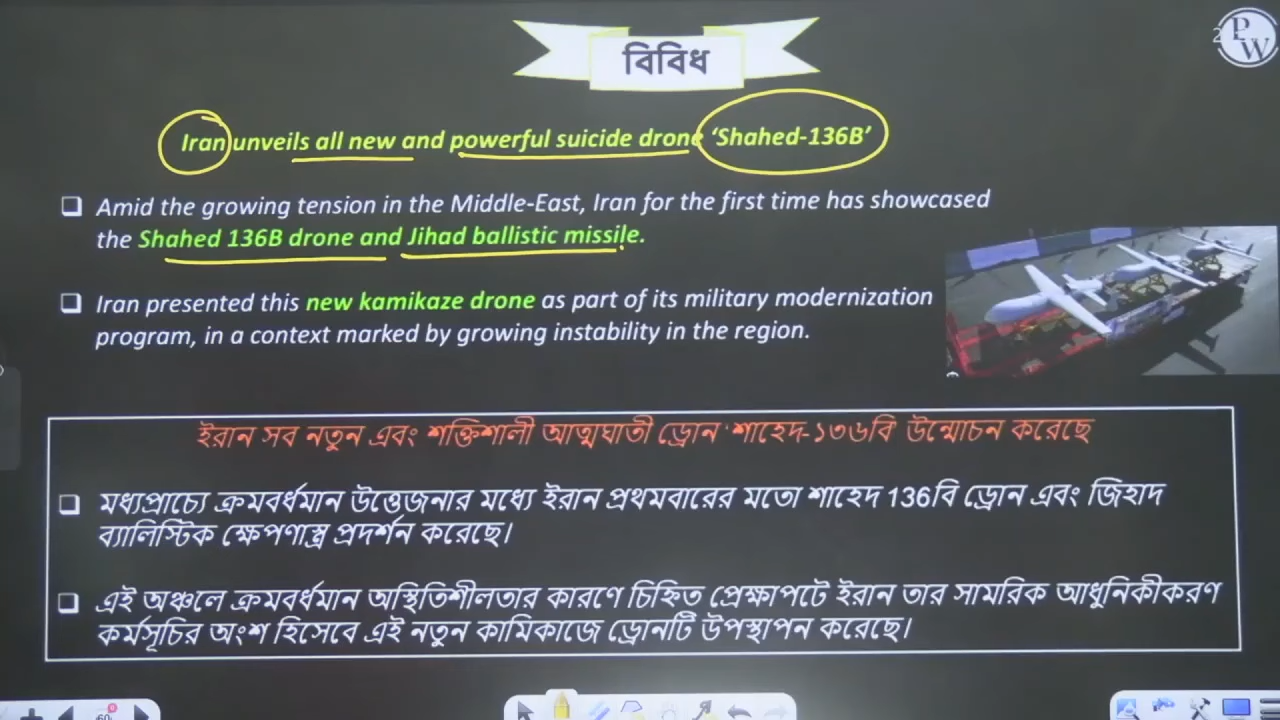 বিবিধ
PW
Iran unveils all new and powerful suicide drone ‘Shahed-136B’
❑ Amid the growing tension in the Middle-East, Iran for the first time has showcased
the Shahed 136B drone and Jihad ballistic missile.
❑ Iran presented this new kamikaze drone as part of its military modernization
program, in a context marked by growing instability in the region.
ইরান সব নতুন এবং শক্তিশালী আত্মঘাতী ড্রোন 'শাহেদ-১৩৬বি' উন্মোচন করেছে
❑ মধ্যপ্রাচ্যে ক্রমবর্ধমান উত্তেজনার মধ্যে ইরান প্রথমবারের মতো শাহেদ 136বি ড্রোন এবং জিহাদ
ব্যালিস্টিক ক্ষেপণাস্ত্র প্রদর্শন করেছে।
❑ এই অঞ্চলে ক্রমবর্ধমান অস্থিতিশীলতার কারণে চিহ্নিত প্রেক্ষাপটে ইরান তার সামরিক আধুনিকীকরণ
কর্মসূচির অংশ হিসেবে এই নতুন কামিকাজে ড্রোনটি উপস্থাপন করেছে।